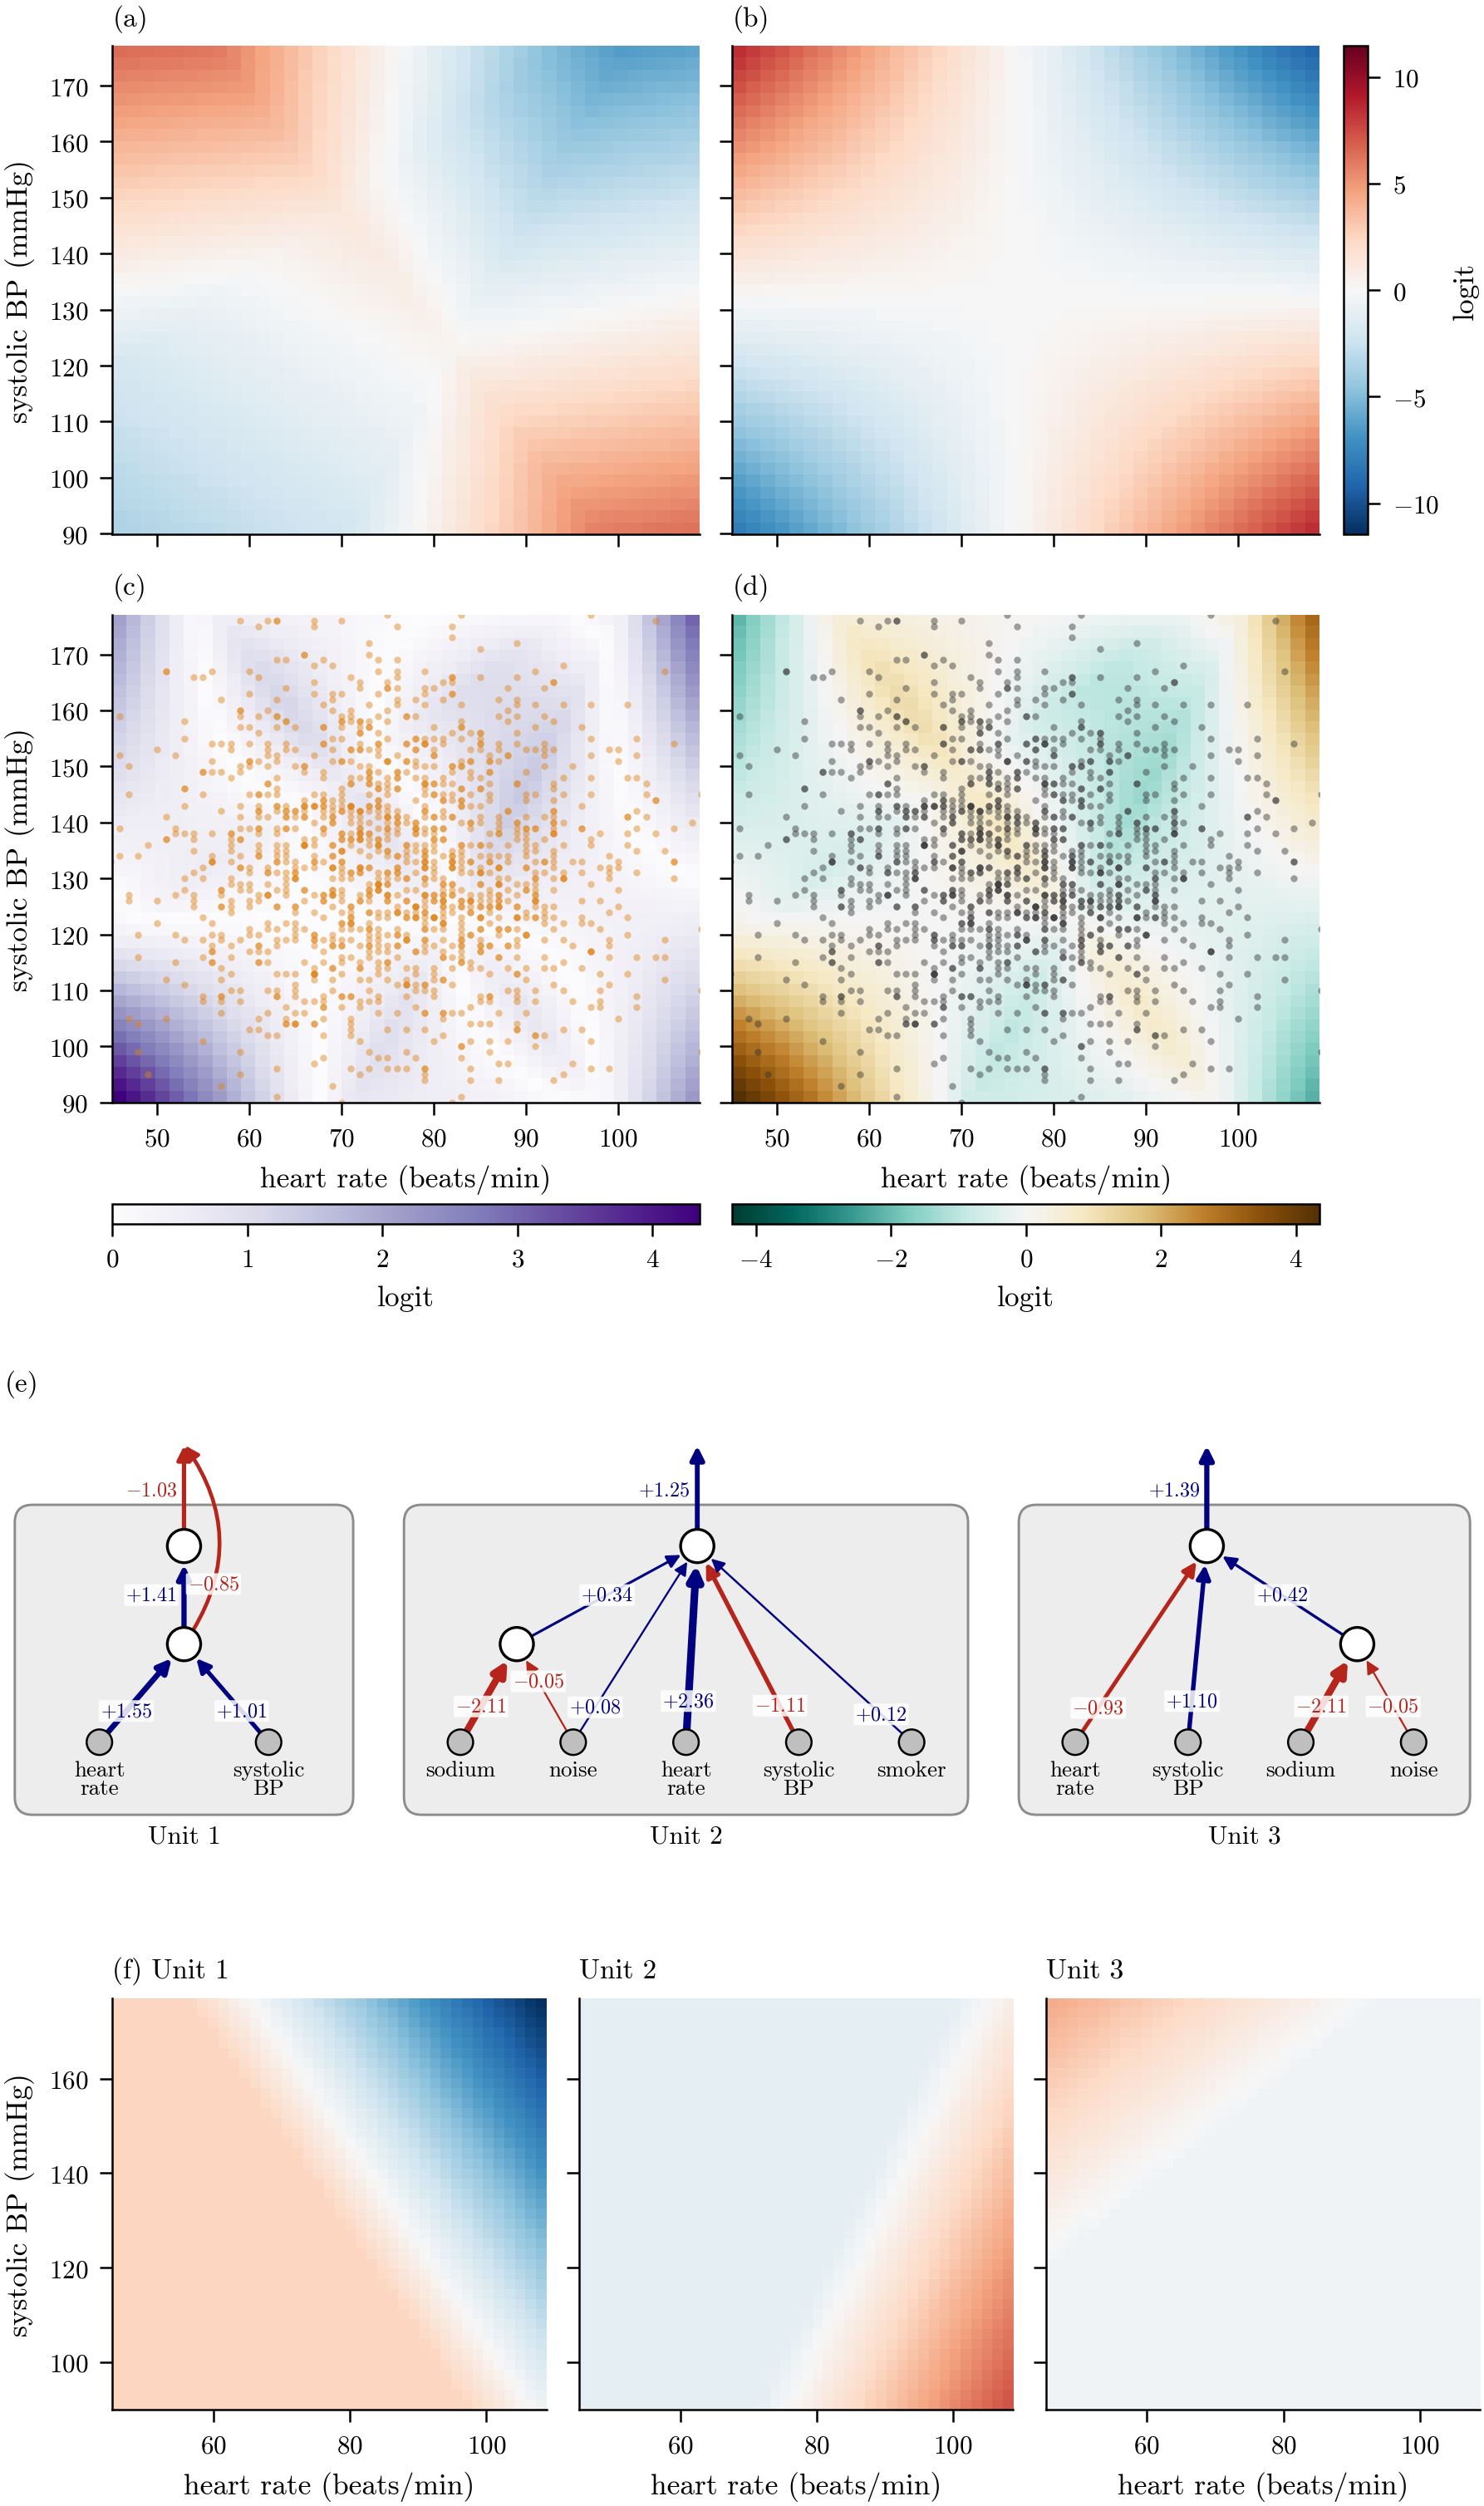 (a)
(b)
systolic BP (mmHg)
170
160
150
140
130
120
110
100
90
10
5
0
−5
−10
logit
(c)
(d)
systolic BP (mmHg)
170
160
150
140
130
120
110
100
90
50 60 70 80 90 100
50 60 70 80 90 100
heart rate (beats/min)
heart rate (beats/min)
0 1 2 3 4
−4 −2 0 2 4
logit
logit
(e)
−1.03
+1.25
+1.39
+1.41
−0.85
+0.34
+0.42
−0.05
+1.55
+1.01
−2.11
+0.08
+2.36
−1.11
+0.12
−0.93
+1.10
−2.11
−0.05
heart
rate
systolic
BP
sodium
noise
heart
rate
systolic
BP
smoker
heart
rate
systolic
BP
sodium
noise
Unit 1
Unit 2
Unit 3
(f) Unit 1
Unit 2
Unit 3
systolic BP (mmHg)
160
140
120
100
60 80 100
60 80 100
60 80 100
heart rate (beats/min)
heart rate (beats/min)
heart rate (beats/min)